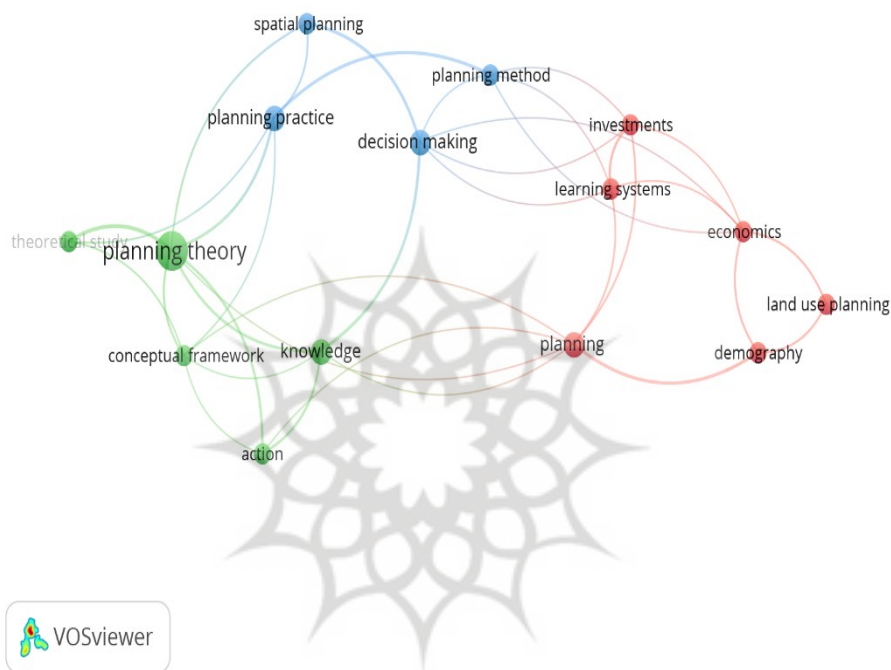 spatial planning
planning method
planning practice
investments
decision making
learning systems
economics
theoretical study
planning theory
land use planning
conceptual framework
knowledge
planning
demography
action
VOSviewer